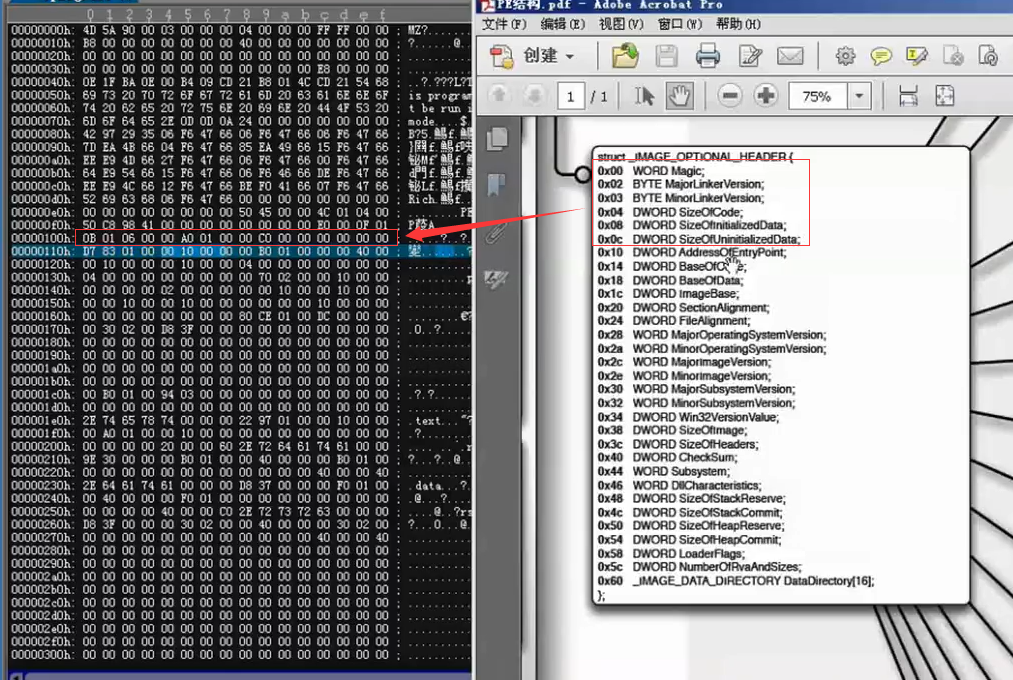 0 1 2 3 4 5 6 7 8 9 a b c d e f
00000000h: 4D 5A 90 00 03 00 00 00 04 00 00 00 FF FF 00 00 MZ?
00000010h: B8 00 00 00 00 00 00 00 40 00 00 00 00 00 00 00
00000020h: 00 00 00 00 00 00 00 00 00 00 00 00 00 00 00 00
00000030h: 00 00 00 00 00 00 00 00 00 00 00 00 E8 00 00 00
00000040h: 0E 1F BA 0E 00 B4 09 CD 21 B8 01 4C CD 21 54 68
00000050h: 69 73 20 70 72 6F 67 72 61 6D 20 63 61 6E 6E 6F is program
00000060h: 74 20 62 65 20 72 75 6E 20 69 6E 20 44 4F 53 20 t be run i
00000070h: 6D 6F 64 65 2E 0D 0D 0A 24 00 00 00 00 00 00 00 mode....$.
00000080h: 42 97 29 35 06 F6 47 66 06 F6 47 66 06 F6 47 66
00000090h: 7D EA 4B 66 04 F6 47 66 85 EA 49 66 15 F6 47 66
000000a0h: EE E9 4D 66 27 F6 47 66 06 F6 47 66 00 F6 47 66
000000b0h: 64 E9 54 66 15 F6 47 66 06 F6 46 66 DE F6 47 66
000000c0h: EE E9 4C 66 12 F6 47 66 BE F0 41 66 07 F6 47 66
000000d0h: 52 69 63 68 06 F6 47 66 00 00 00 00 00 00 00 00
000000e0h: 00 00 00 00 00 00 00 00 50 45 00 00 4C 01 04 00
000000f0h: 50 C8 98 41 00 00 00 00 00 00 00 00 E0 00 0F 01
00000100h: 0B 01 06 00 00 A0 01 00 00 C0 00 00 00 00 00 00
00000110h: D7 83 01 00 00 10 00 00 00 B0 01 00 00 00 40 00
00000120h: 00 10 00 00 00 10 00 00 04 00 00 00 00 00 00 00
00000130h: 04 00 00 00 00 00 00 00 00 70 02 00 00 10 00 00
00000140h: 00 00 00 00 02 00 00 00 00 00 10 00 00 10 00 00
00000150h: 00 00 10 00 00 10 00 00 00 00 00 00 10 00 00 00
00000160h: 00 00 00 00 00 00 00 00 80 CE 01 00 DC 00 00 00
00000170h: 00 30 02 00 D8 3F 00 00 00 00 00 00 00 00 00 00
00000180h: 00 00 00 00 00 00 00 00 00 00 00 00 00 00 00 00
00000190h: 00 00 00 00 00 00 00 00 00 00 00 00 00 00 00 00
000001a0h: 00 00 00 00 00 00 00 00 00 00 00 00 00 00 00 00
000001b0h: 00 00 00 00 00 00 00 00 00 00 00 00 00 00 00 00
000001c0h: 00 B0 01 00 94 03 00 00 00 00 00 00 00 00 00 00
000001d0h: 00 00 00 00 00 00 00 00 00 00 00 00 00 00 00 00
000001e0h: 2E 74 65 78 74 00 00 00 22 97 01 00 00 10 00 00 .text
000001f0h: 00 A0 01 00 00 10 00 00 00 00 00 00 00 00 00 00
00000200h: 00 00 00 00 20 00 00 60 2E 72 64 61 74 61 00 00
00000210h: 9E 30 00 00 00 B0 01 00 00 40 00 00 00 B0 01 00
00000220h: 00 00 00 00 00 00 00 00 00 00 00 00 40 00 00 40
00000230h: 2E 64 61 74 61 00 00 00 D8 37 00 00 00 F0 01 00 .data
00000240h: 00 40 00 00 00 F0 01 00 00 00 00 00 00 00 00 00
00000250h: 00 00 00 00 40 00 00 C0 2E 72 73 72 63 00 00 00
00000260h: D8 3F 00 00 00 30 02 00 00 40 00 00 00 30 02 00
00000270h: 00 00 00 00 00 00 00 00 00 00 00 00 40 00 00 40
00000280h: 00 00 00 00 00 00 00 00 00 00 00 00 00 00 00 00
00000290h: 00 00 00 00 00 00 00 00 00 00 00 00 00 00 00 00
000002a0h: 00 00 00 00 00 00 00 00 00 00 00 00 00 00 00 00
000002b0h: 00 00 00 00 00 00 00 00 00 00 00 00 00 00 00 00
000002c0h: 00 00 00 00 00 00 00 00 00 00 00 00 00 00 00 00
000002d0h: 00 00 00 00 00 00 00 00 00 00 00 00 00 00 00 00
000002e0h: 00 00 00 00 00 00 00 00 00 00 00 00 00 00 00 00
000002f0h: 00 00 00 00 00 00 00 00 00 00 00 00 00 00 00 00
00000300h: 00 00 00 00 00 00 00 00 00 00 00 00 00 00 00 00
PE结构.pdf - Adobe Acrobat Pro
文件(F) 编辑(E) 视图(V) 窗口(W) 帮助(H)
创建
1 / 1 75%
struct _IMAGE_OPTIONAL_HEADER {
0x00 WORD Magic;
0x02 BYTE MajorLinkerVersion;
0x03 BYTE MinorLinkerVersion;
0x04 DWORD SizeOfCode;
0x08 DWORD SizeOfInitializedData;
0x0c DWORD SizeOfUninitializedData;
0x10 DWORD AddressOfEntryPoint;
0x14 DWORD BaseOfCode;
0x18 DWORD BaseOfData;
0x1c DWORD ImageBase;
0x20 DWORD SectionAlignment;
0x24 DWORD FileAlignment;
0x28 WORD MajorOperatingSystemVersion;
0x2a WORD MinorOperatingSystemVersion;
0x2c WORD MajorImageVersion;
0x2e WORD MinorImageVersion;
0x30 WORD MajorSubsystemVersion;
0x32 WORD MinorSubsystemVersion;
0x34 DWORD Win32VersionValue;
0x38 DWORD SizeOfImage;
0x3c DWORD SizeOfHeaders;
0x40 DWORD CheckSum;
0x44 WORD Subsystem;
0x46 WORD DllCharacteristics;
0x48 DWORD SizeOfStackReserve;
0x4c DWORD SizeOfStackCommit;
0x50 DWORD SizeOfHeapReserve;
0x54 DWORD SizeOfHeapCommit;
0x58 DWORD LoaderFlags;
0x5c DWORD NumberOfRvaAndSizes;
0x60 _IMAGE_DATA_DIRECTORY DataDirectory[16];
};